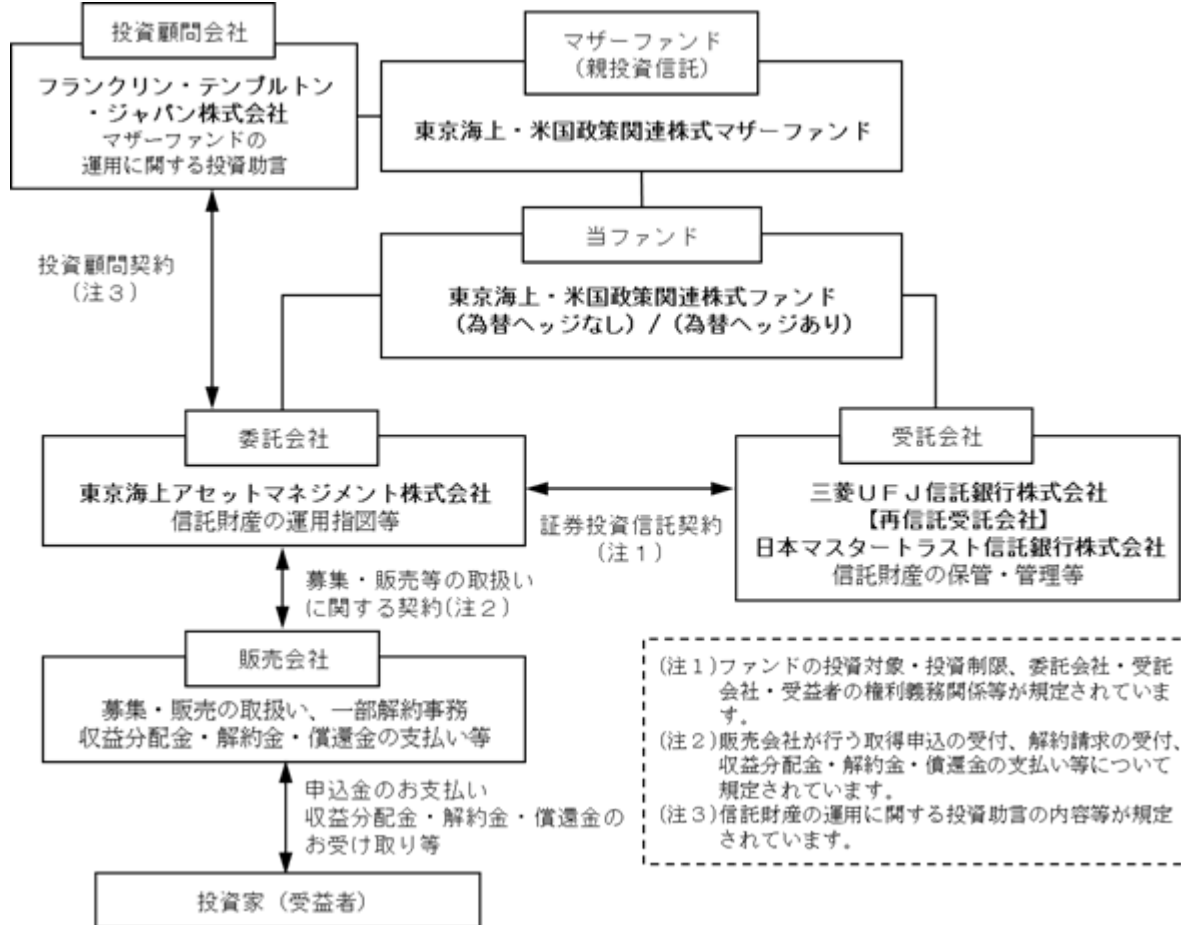 投資顧問会社
フランクリン・テンプルトン
・ジャパン株式会社
マザーファンドの
運用に関する投資助言
マザーファンド
(親投資信託)
東京海上・米国政策関連株式マザーファンド
当ファンド
東京海上・米国政策関連株式ファンド
(為替ヘッジなし)/(為替ヘッジあり)
投資顧問契約
(注3)
委託会社
東京海上アセットマネジメント株式会社
信託財産の運用指図等
証券投資信託契約
(注1)
受託会社
三菱UFJ信託銀行株式会社
【再信託受託会社】
日本マスタートラスト信託銀行株式会社
信託財産の保管・管理等
募集・販売等の取扱い
に関する契約(注2)
販売会社
募集・販売の取扱い、一部解約事務
収益分配金・解約金・償還金の支払い等
申込金のお支払い
収益分配金・解約金・償還金の
お受け取り等
投資家(受益者)
(注1)ファンドの投資対象・投資制限、委託会社・受託
会社・受益者の権利義務関係等が規定されていま
す。
(注2)販売会社が行う取得申込の受付、解約請求の受付、
収益分配金・解約金・償還金の支払い等について
規定されています。
(注3)信託財産の運用に関する投資助言の内容等が規定
されています。